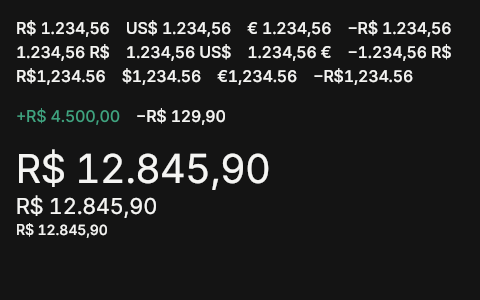 R$ 1.234,56 US$ 1.234,56 € 1.234,56 −R$ 1.234,56
1.234,56 R$ 1.234,56 US$ 1.234,56 € −1.234,56 R$
R$1,234.56 $1,234.56 €1,234.56 −R$1,234.56
+R$ 4.500,00 −R$ 129,90
R$ 12.845,90
R$ 12.845,90
R$ 12.845,90